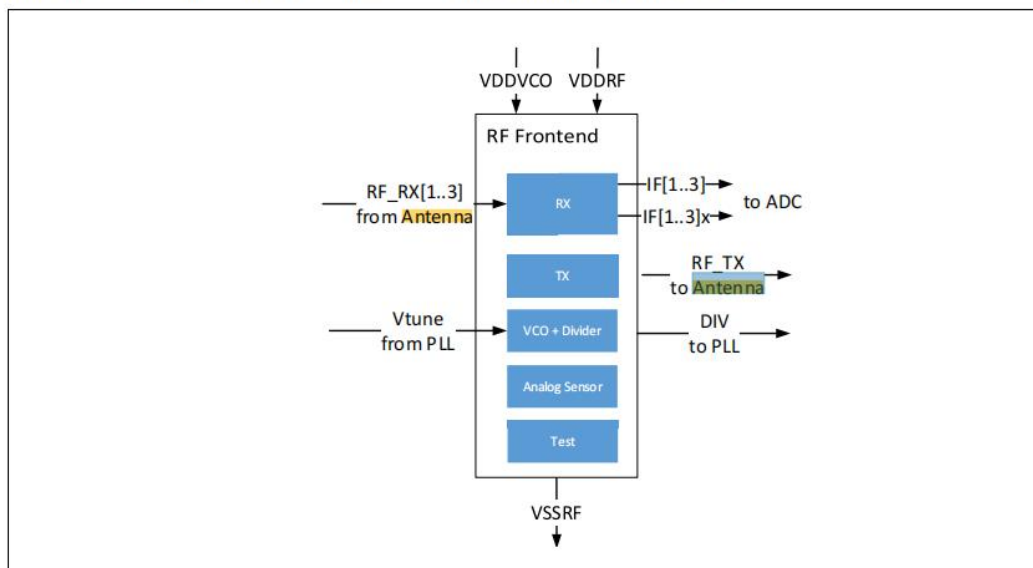 VDDVCO VDDRF
RF Frontend
RF_RX[1..3]
from Antenna
RX
IF[1..3]
IF[1..3]x
to ADC
TX
RF_TX
to Antenna
Vtune
from PLL
VCO + Divider
DIV
to PLL
Analog Sensor
Test
VSSRF